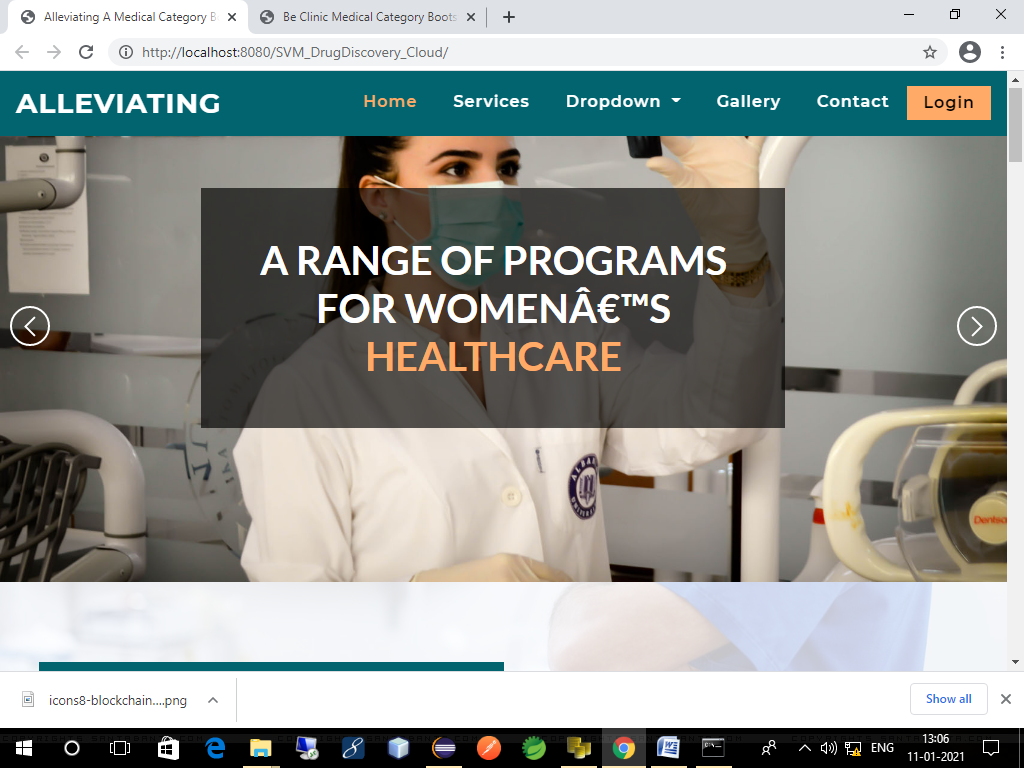 Alleviating A Medical Category B
Be Clinic Medical Category Boots
http://localhost:8080/SVM_DrugDiscovery_Cloud/
ALLEVIATING
Home
Services
Dropdown
Gallery
Contact
Login
A RANGE OF PROGRAMS
FOR WOMENÂ€™S
HEALTHCARE
icons8-blockchain....png
Show all
ENG
13:06
11-01-2021